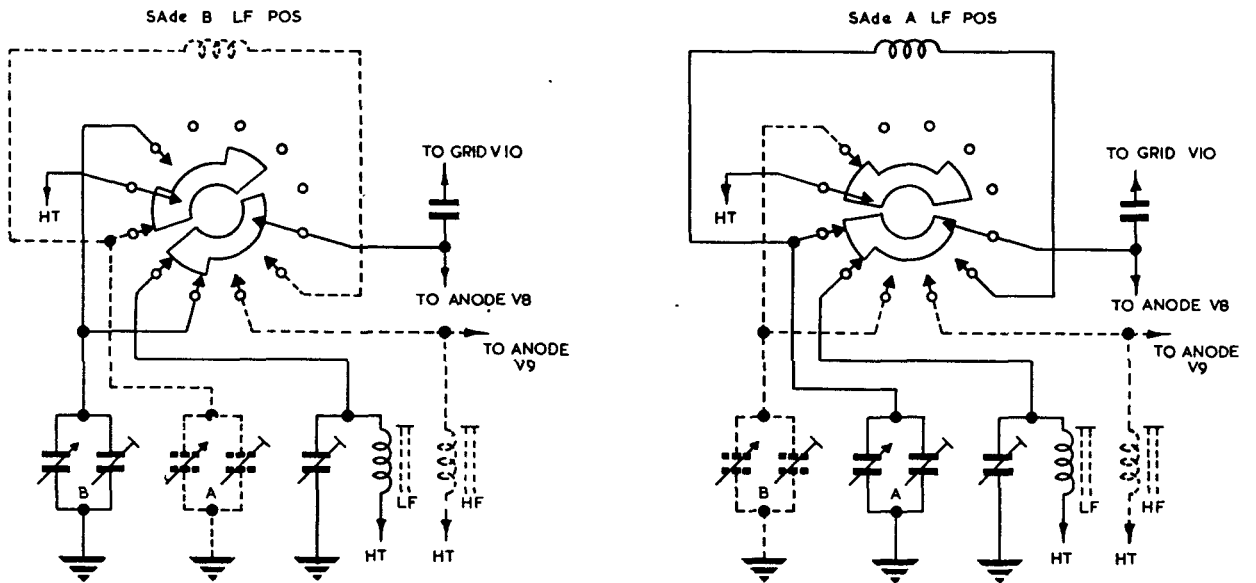 SAde B LF POS
TO GRID V10
HT
TO ANODE V8
TO ANODE
V9
B
A
LF
HF
HT
HT
SAde A LF POS
TO GRID V10
HT
TO ANODE V8
TO ANODE
V9
B
A
LF
HF
HT
HT